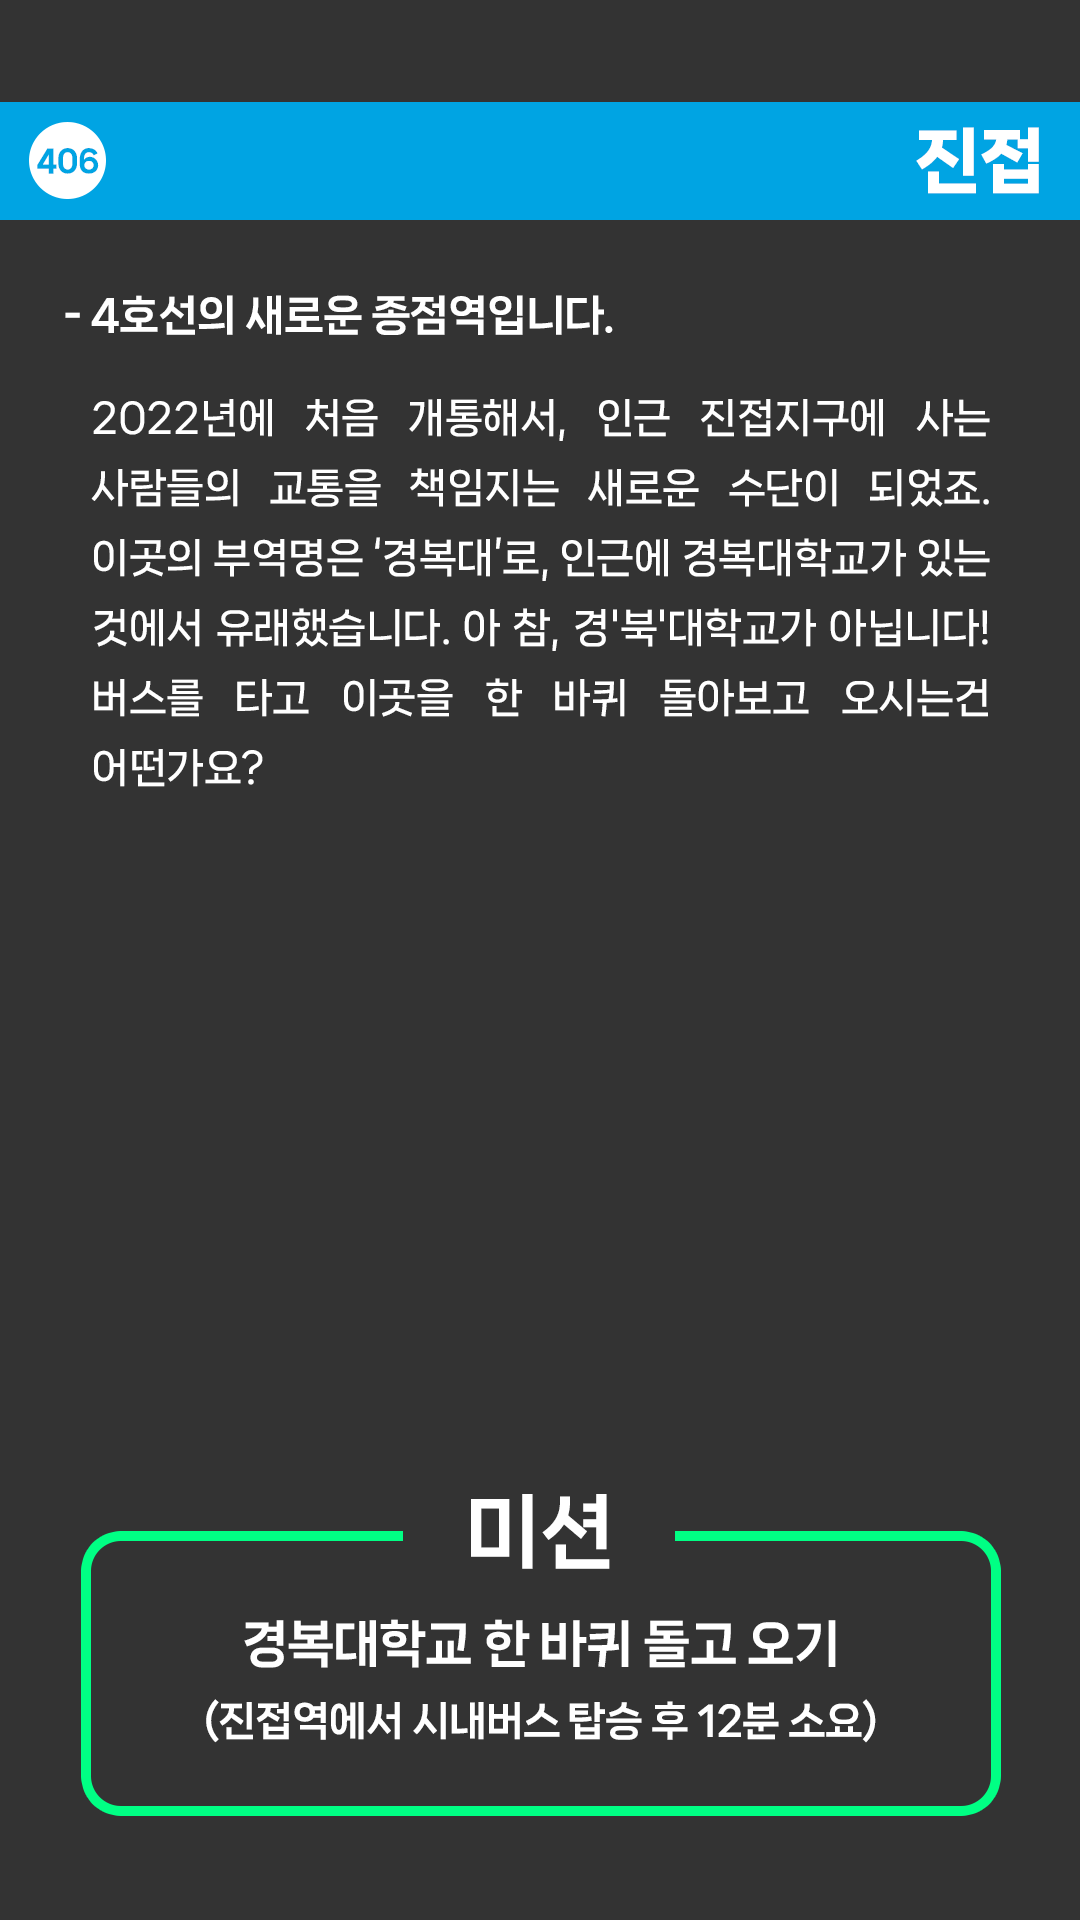 406
진접
- 4호선의 새로운 종점역입니다.
2022년에 처음 개통해서, 인근 진접지구에 사는
사람들의 교통을 책임지는 새로운 수단이 되었죠.
이곳의 부역명은 ‘경복대’로, 인근에 경복대학교가 있는
것에서 유래했습니다. 아 참, 경'북'대학교가 아닙니다!
버스를 타고 이곳을 한 바퀴 돌아보고 오시는건
어떤가요?
미션
경복대학교 한 바퀴 돌고 오기
(진접역에서 시내버스 탑승 후 12분 소요)